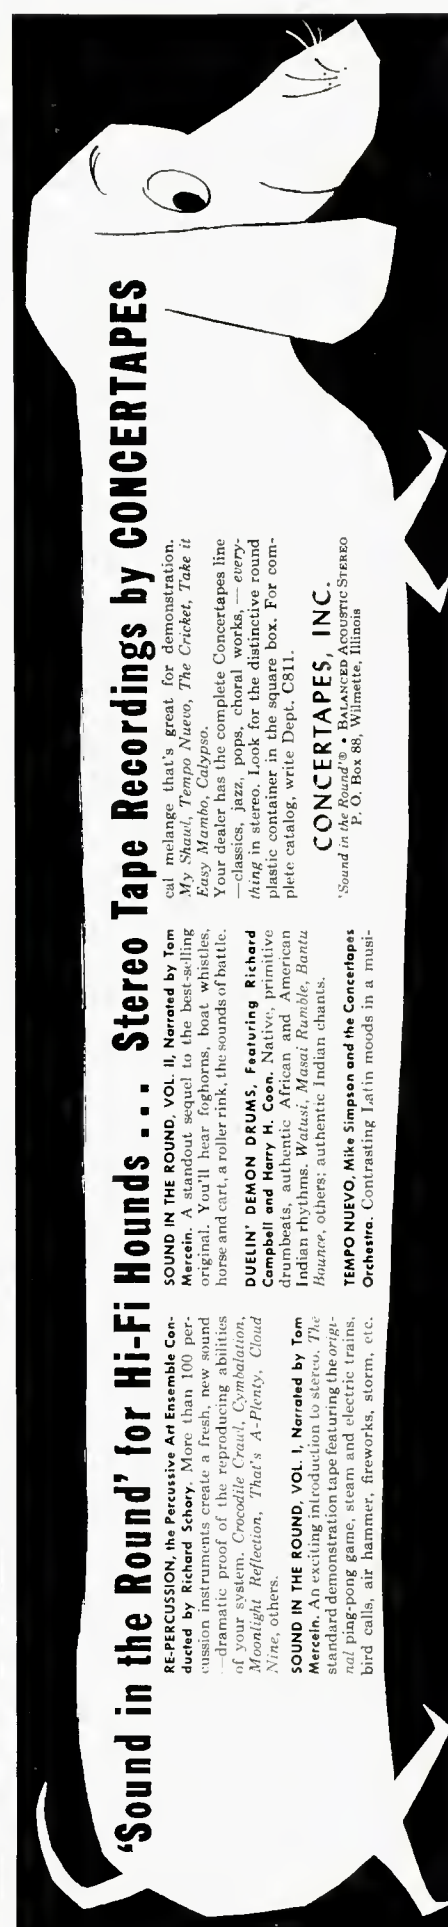 'Sound in the Round' for Hi-Fi Hounds ... Stereo Tape Recordings by CONCERTAPES
RE-PERCUSSION, the Percussive Art Ensemble Con-
ducted by Richard Schory. More than 100 per-
cussion instruments create a fresh, new sound
—dramatic proof of the reproducing abilities
of your system. Crocodile Crawl, Cymbalation,
Moonlight Reflection, That's A-Plenty, Cloud
Nine, others.
SOUND IN THE ROUND, VOL. I, Narrated by Tom
Mercein. An exciting introduction to stereo. The
standard demonstration tape featuring the origi-
nal ping-pong game, steam and electric trains,
bird calls, air hammer, fireworks, storm, etc.
SOUND IN THE ROUND, VOL. II, Narrated by Tom
Mercein. A standout sequel to the best-selling
original. You'll hear foghorns, boat whistles,
horse and cart, a roller rink, the sounds of battle.
DUELIN' DEMON DRUMS, Featuring Richard
Campbell and Harry H. Coon. Native, primitive
drumbeats, authentic African and American
Indian rhythms. Watusi, Masai Rumble, Bantu
Bounce, others; authentic Indian chants.
TEMPO NUEVO, Mike Simpson and the Concertapes
Orchestra. Contrasting Latin moods in a musi-
cal melange that's great for demonstration.
My Shawl, Tempo Nuevo, The Cricket, Take it
Easy Mambo, Calypso.
Your dealer has the complete Concertapes line
—classics, jazz, pops, choral works, — every-
thing in stereo. Look for the distinctive round
plastic container in the square box. For com-
plete catalog, write Dept. C811.
CONCERTAPES, INC.
'Sound in the Round'® • BALANCED ACOUSTIC STEREO
P. O. Box 88, Wilmette, Illinois